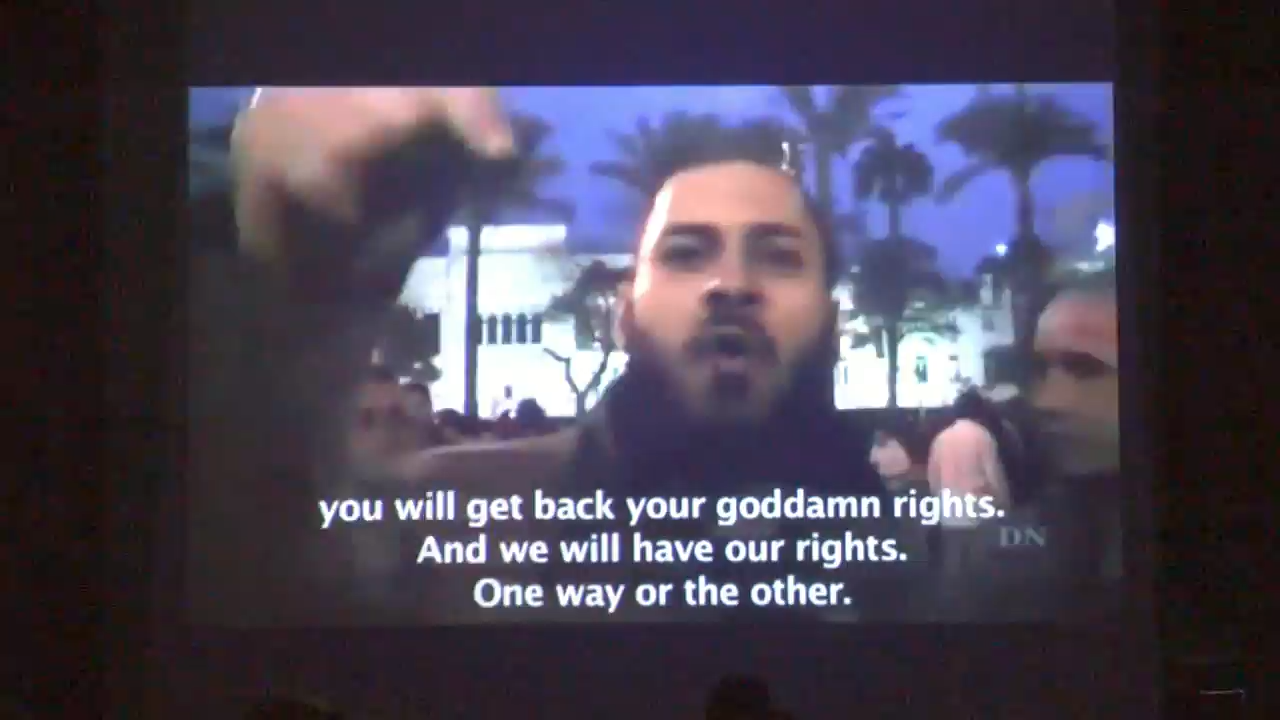 you will get back your goddamn rights.
And we will have our rights.
One way or the other.
DN